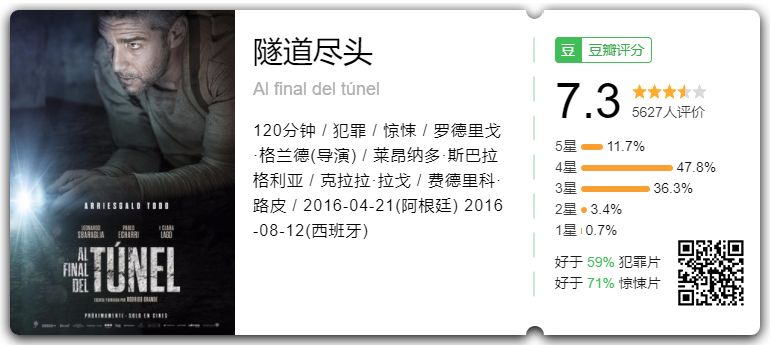 ARRIESGALO TODO
LEONARDO SBARAGLIA
PABLO ECHARRI
Y CLARA LAGO
AL FINAL DEL TÚNEL
ESCRITA Y DIRIGIDA POR RODRIGO GRANDE
PRÓXIMAMENTE · SOLO EN CINES
隧道尽头
Al final del túnel
120分钟 / 犯罪 / 惊悚 / 罗德里戈
·格兰德(导演) / 莱昂纳多·斯巴拉
格利亚 / 克拉拉·拉戈 / 费德里科·
路皮 / 2016-04-21(阿根廷) 2016
-08-12(西班牙)
豆 豆瓣评分
7.3
5627人评价
5星 11.7%
4星 47.8%
3星 36.3%
2星 3.4%
1星 0.7%
好于 59% 犯罪片
好于 71% 惊悚片